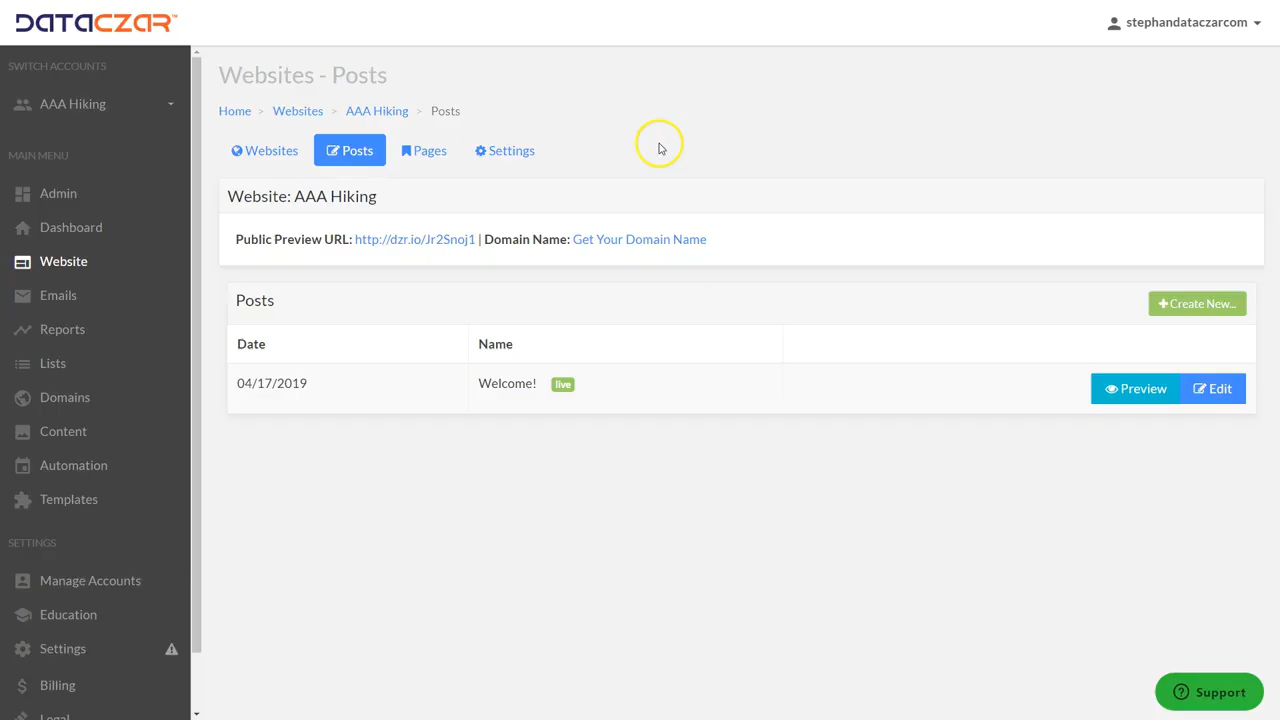 DATACZAR™
stephandataczarcom
SWITCH ACCOUNTS
AAA Hiking
MAIN MENU
Admin
Dashboard
Website
Emails
Reports
Lists
Domains
Content
Automation
Templates
SETTINGS
Manage Accounts
Education
Settings
Billing
Legal
Websites - Posts
Home > Websites > AAA Hiking > Posts
Websites Posts Pages Settings
Website: AAA Hiking
Public Preview URL: http://dzr.io/Jr2Snoj1 | Domain Name: Get Your Domain Name
Posts
+Create New...
Date Name
04/17/2019 Welcome! live
Preview Edit
Support